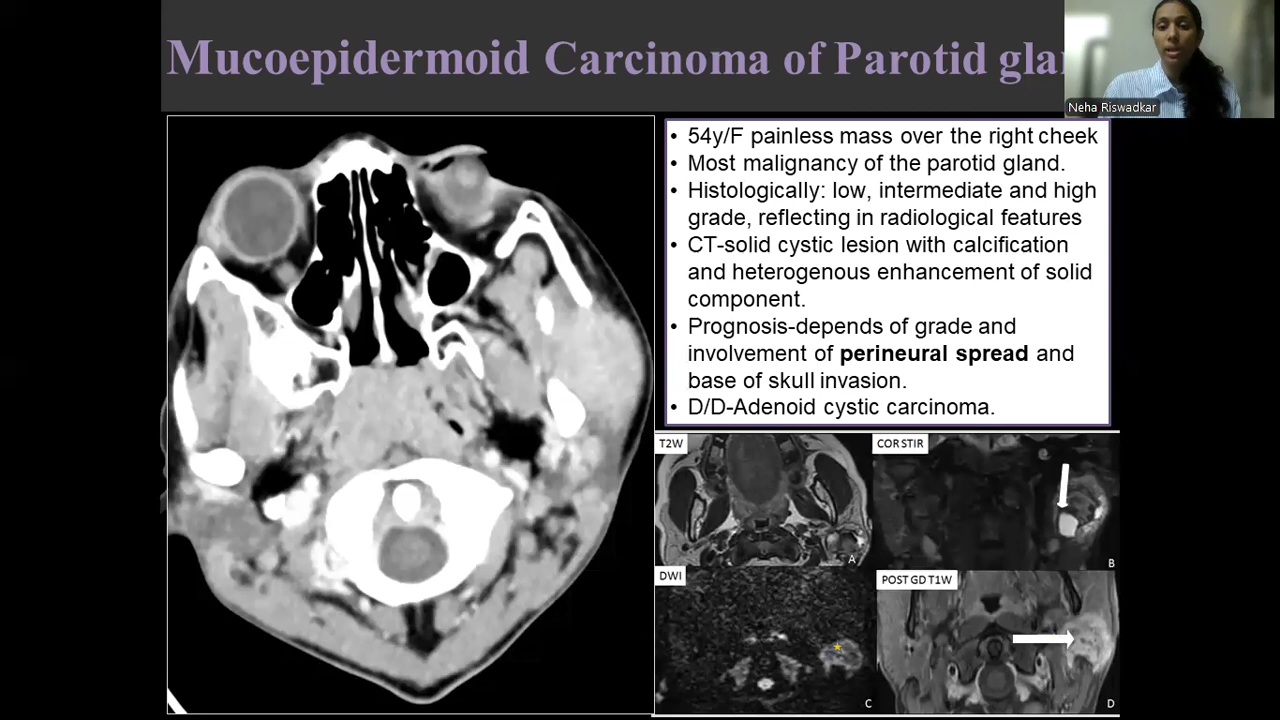 Mucoepidermoid Carcinoma of Parotid
Neha Riswadkar
• 54y/F painless mass over the right cheek
• Most malignancy of the parotid gland.
• Histologically: low, intermediate and high
grade, reflecting in radiological features
• CT-solid cystic lesion with calcification
and heterogenous enhancement of solid
component.
• Prognosis-depends of grade and
involvement of perineural spread and
base of skull invasion.
• D/D-Adenoid cystic carcinoma.
T2W
A
COR STIR
B
DWI
C
POST GD T1W
D